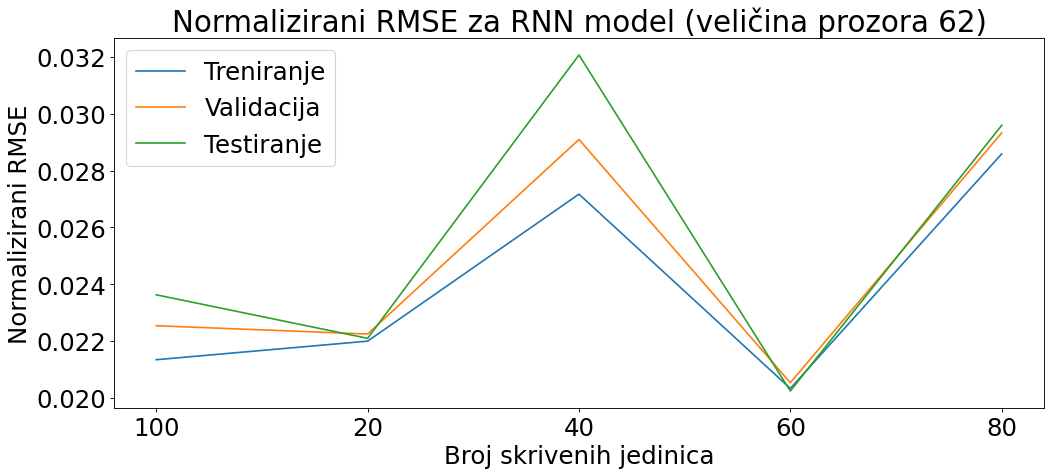 Normalizirani RMSE za RNN model (veličina prozora 62)
Treniranje
Validacija
Testiranje
Normalizirani RMSE
0.032
0.030
0.028
0.026
0.024
0.022
0.020
100 20 40 60 80
Broj skrivenih jedinica